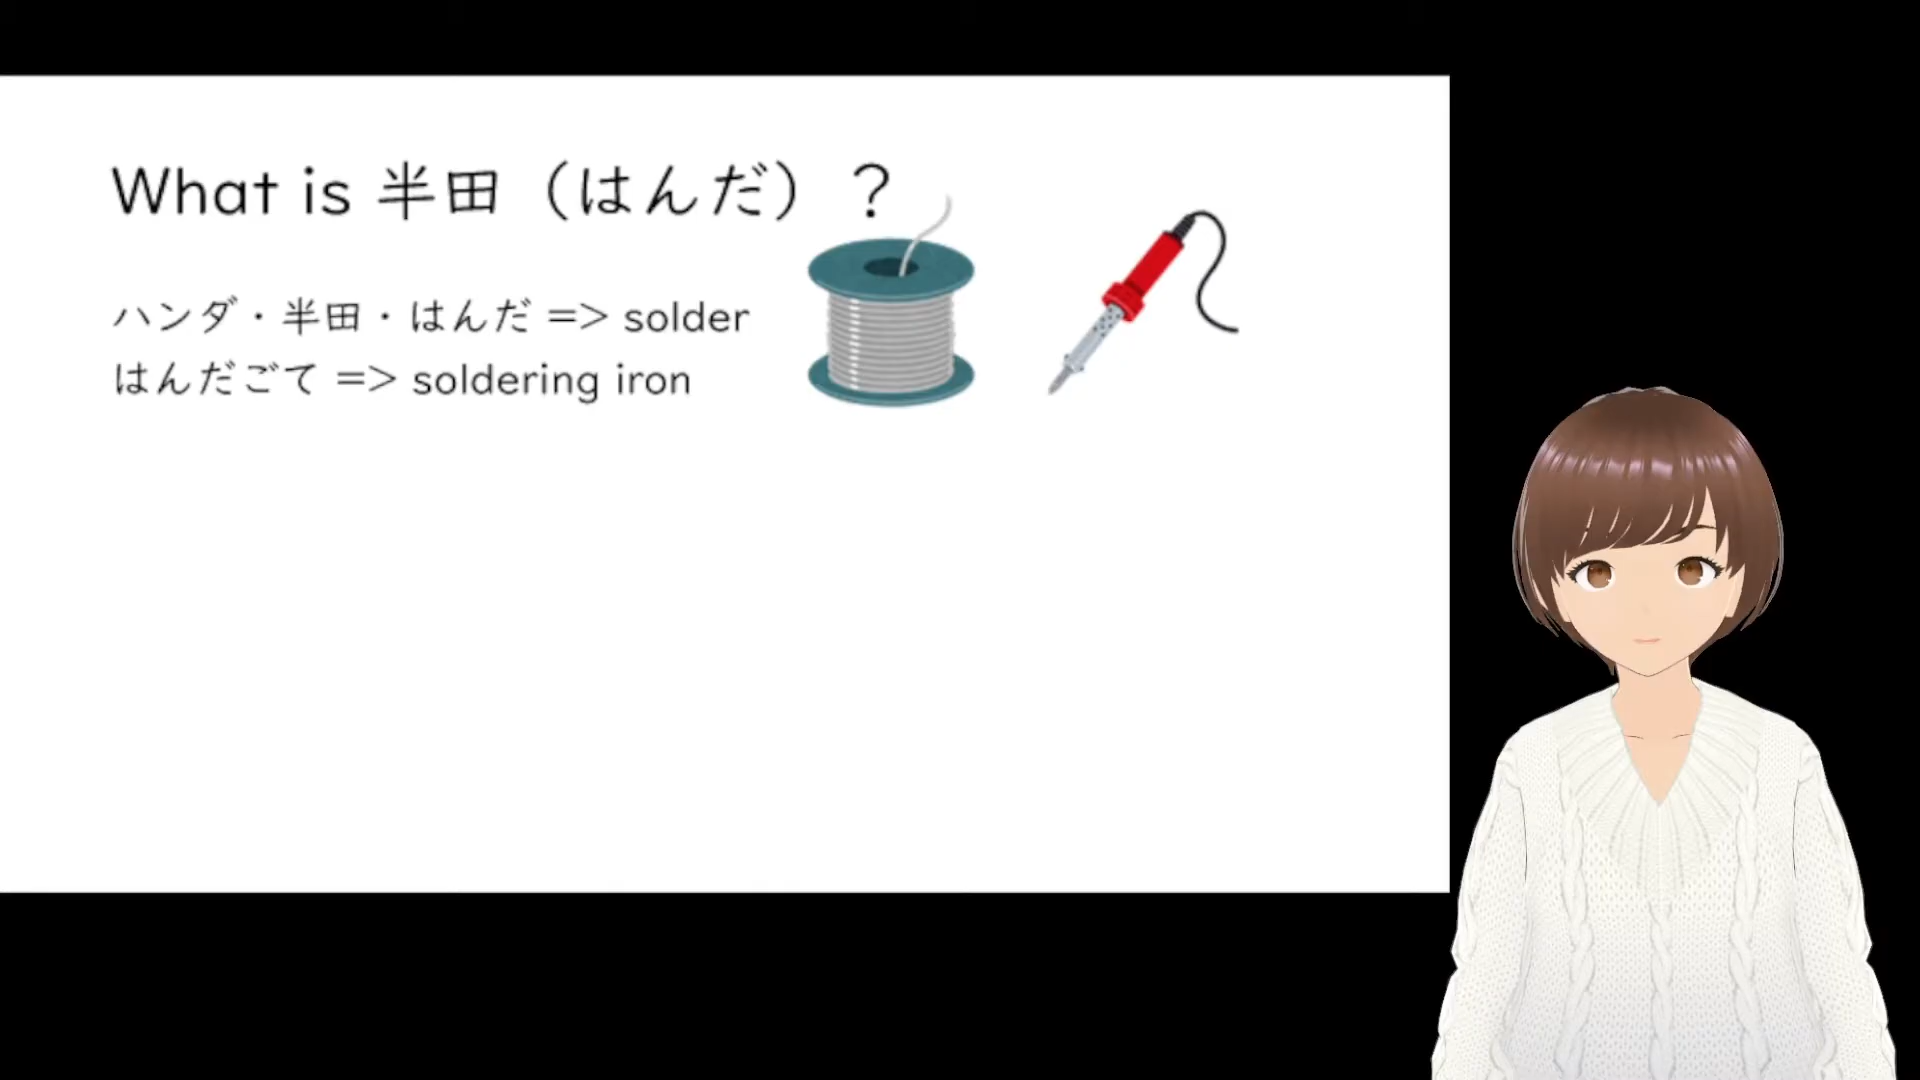 What is 半田（はんだ）？
ハンダ・半田・はんだ => solder
はんだごて => soldering iron